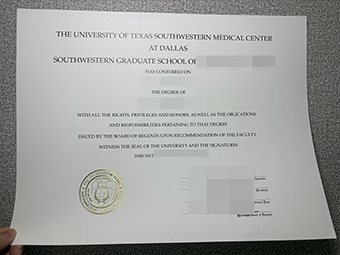 THE UNIVERSITY OF TEXAS SOUTHWESTERN MEDICAL CENTER
AT DALLAS
SOUTHWESTERN GRADUATE SCHOOL OF
HAS CONFERRED ON
THE DEGREE OF
WITH ALL THE RIGHTS, PRIVILEGES AND HONORS, AS WELL AS THE OBLIGATIONS
AND RESPONSIBILITIES PERTAINING TO THAT DEGREE
ISSUED BY THE BOARD OF REGENTS UPON RECOMMENDATION OF THE FACULTY
WITNESS THE SEAL OF THE UNIVERSITY AND THE SIGNATURES
THIS
President